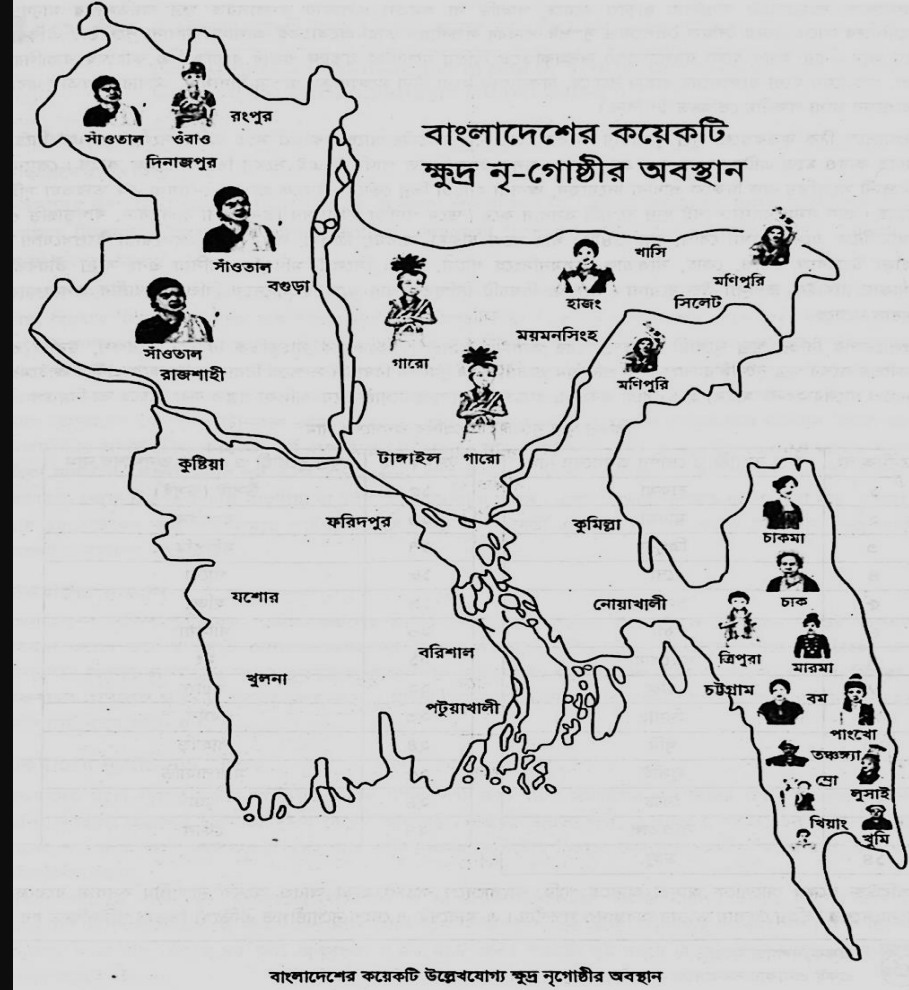 রংপুর
সাঁওতাল
ওঁরাও
দিনাজপুর
বাংলাদেশের কয়েকটি
ক্ষুদ্র নৃ-গোষ্ঠীর অবস্থান
সাঁওতাল
বগুড়া
সাঁওতাল
রাজশাহী
গারো
খাসি
হাজং
মণিপুরি
সিলেট
ময়মনসিংহ
মণিপুরি
টাঙ্গাইল
গারো
কুষ্টিয়া
ফরিদপুর
কুমিল্লা
চাকমা
যশোর
নোয়াখালী
চাক
বরিশাল
ত্রিপুরা
মারমা
খুলনা
চট্টগ্রাম
বম
পটুয়াখালী
পাংখো
তঞ্চঙ্গ্যা
ম্রো
লুসাই
খিয়াং
খুমি
বাংলাদেশের কয়েকটি উল্লেখযোগ্য ক্ষুদ্র নৃগোষ্ঠীর অবস্থান